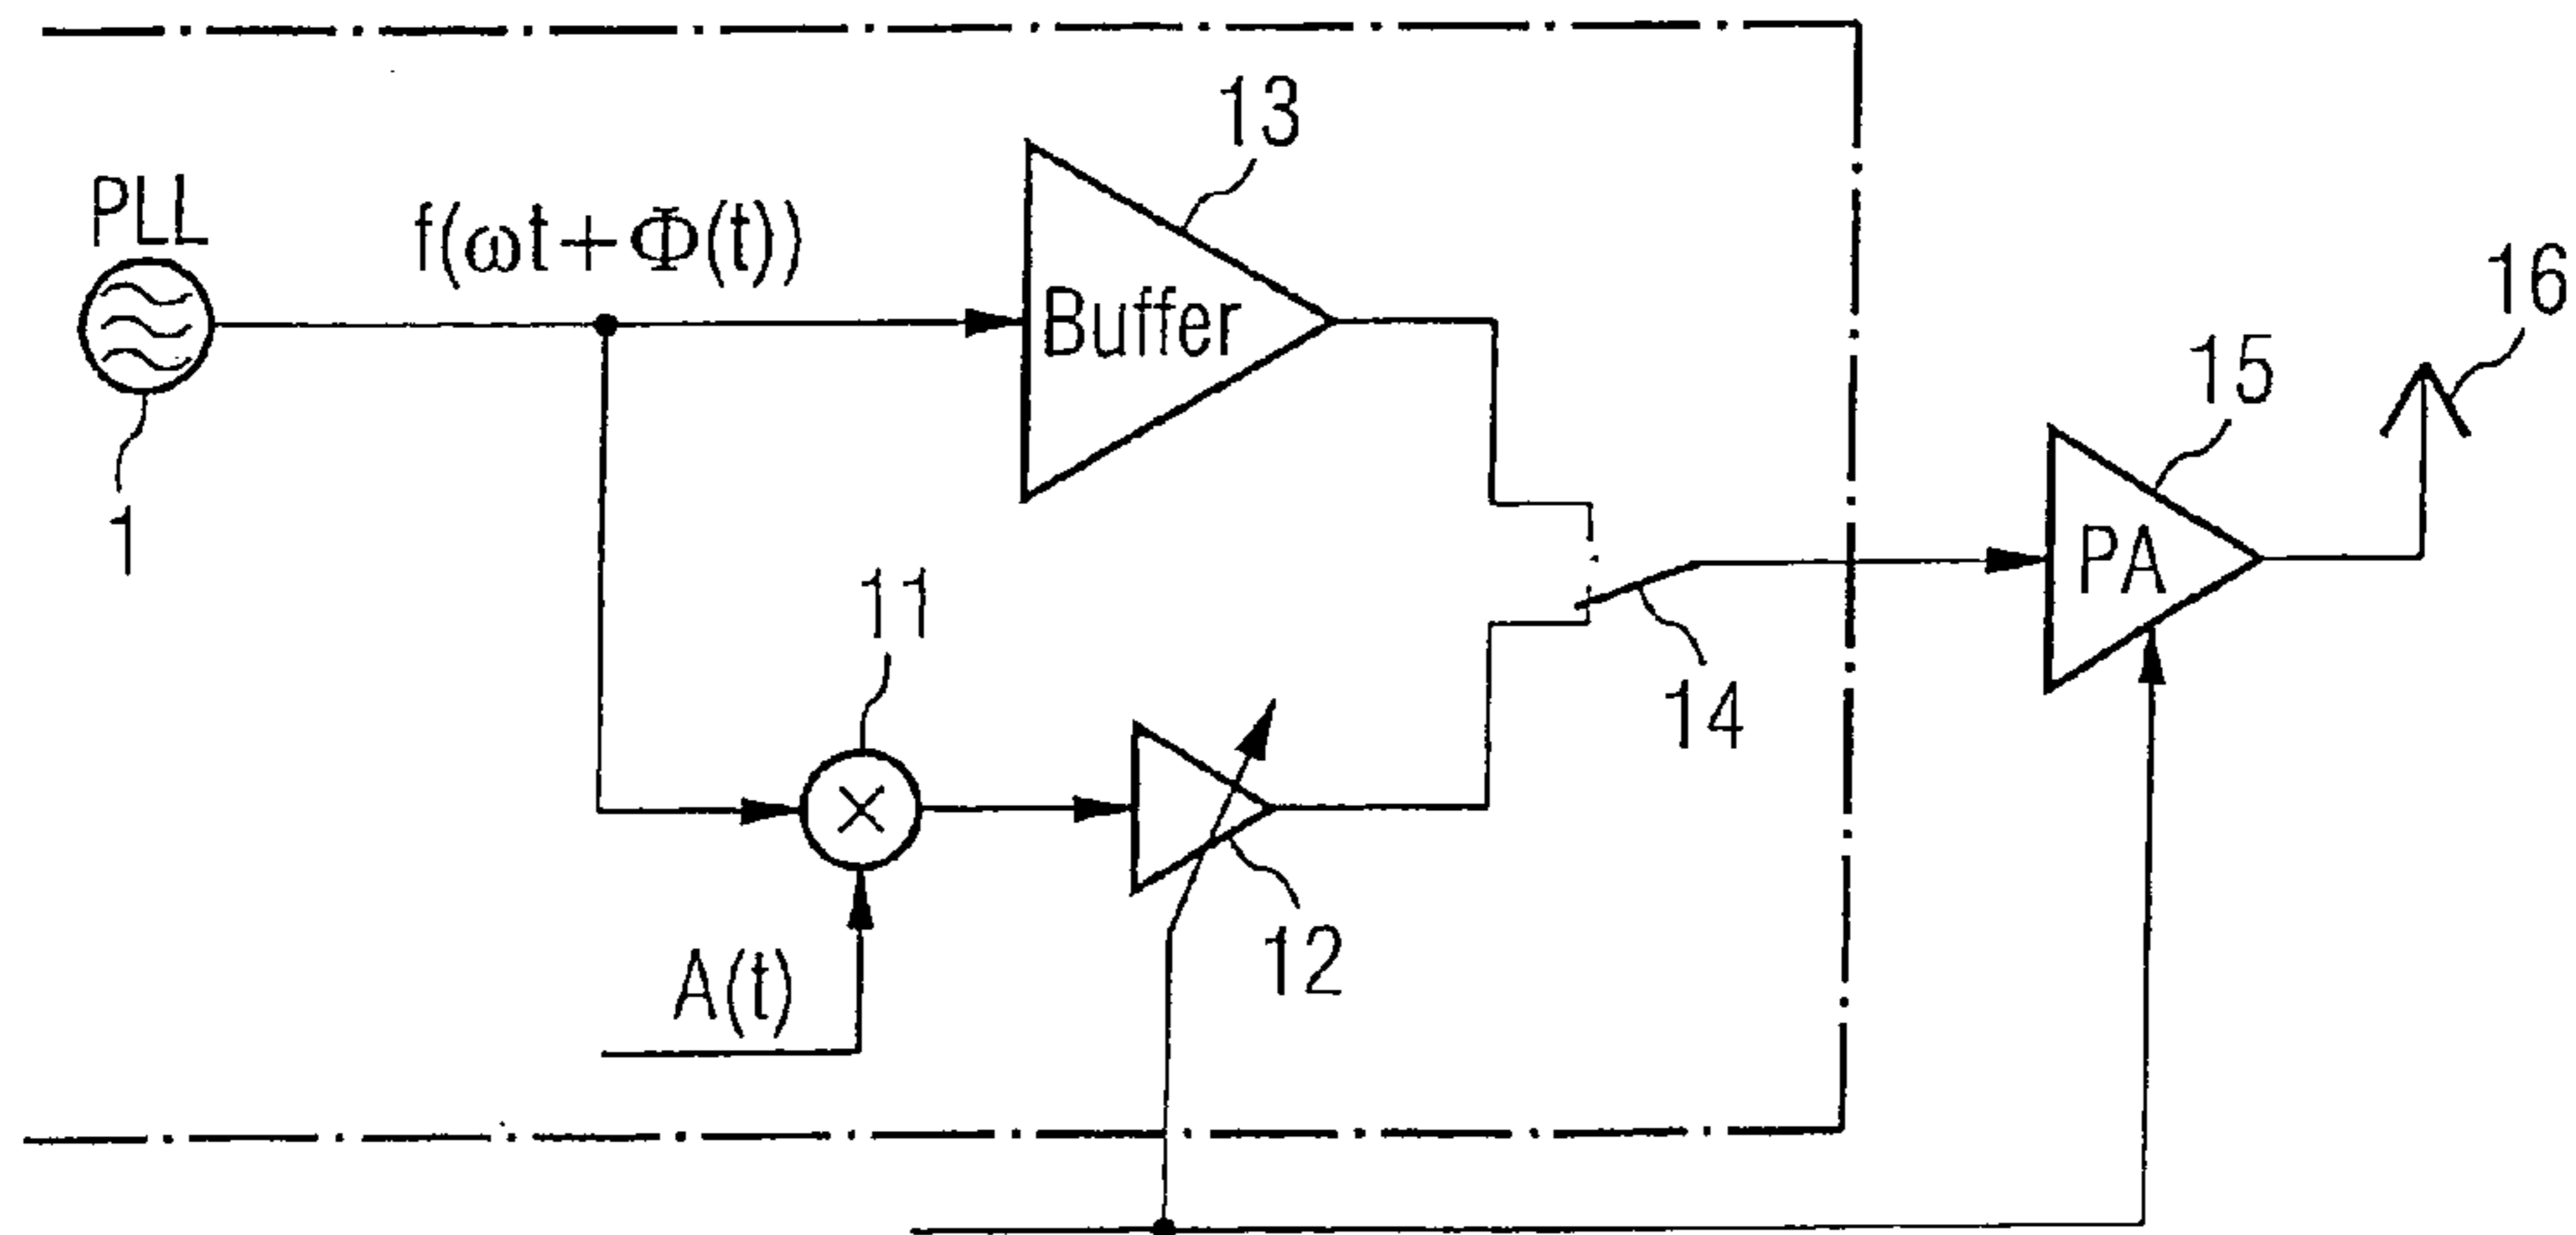 13
PLL
f(ωt+Φ(t))
16
Buffer
15
1
PA
11
14
12
A(t)